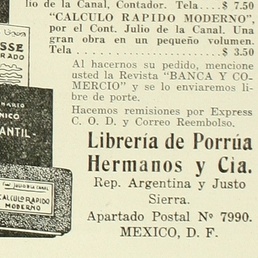 lio de la Canal, Contador. Tela....$ 7.50
"CALCULO RAPIDO MODERNO",
por el Cont. Julio de la Canal. Una
gran obra en un pequeño volumen.
Tela ............................$ 3.50
Al hacernos su pedido, mencione
usted la Revista "BANCA Y CO-
MERCIO" y se lo enviaremos li-
bre de porte.
Hacemos remisiones por Express
C. O. D. y Correo Reembolso.
Librería de Porrúa
Hermanos y Cia.
Rep. Argentina y Justo
Sierra.
Apartado Postal Nº 7990.
MEXICO, D. F.
CALCULO RAPIDO
MODERNO